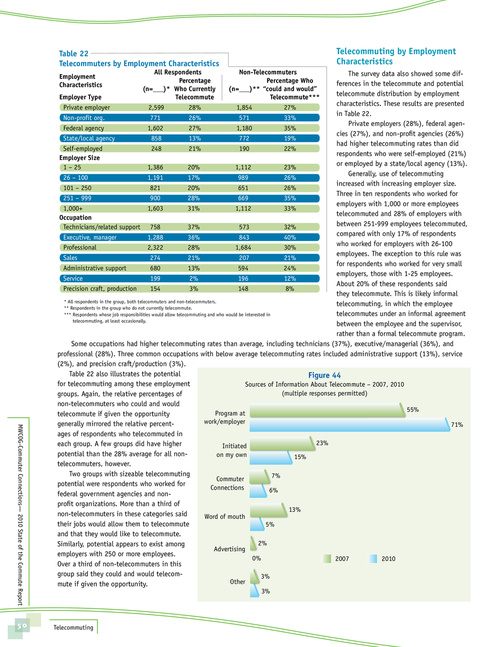 Table 22
Telecommuters by Employment Characteristics
Employment Characteristics All Respondents Non-Telecommuters
(n=__)* Percentage Who Currently Telecommute (n=__)** Percentage Who "could and would" Telecommute***
Employer Type
Private employer 2,599 28% 1,854 27%
Non-profit org. 771 26% 571 33%
Federal agency 1,602 27% 1,180 35%
State/local agency 858 13% 772 19%
Self-employed 248 21% 190 22%
Employer Size
1 – 25 1,386 20% 1,112 23%
26 – 100 1,191 17% 989 26%
101 – 250 821 20% 651 26%
251 – 999 900 28% 669 35%
1,000+ 1,603 31% 1,112 33%
Occupation
Technicians/related support 758 37% 573 32%
Executive, manager 1,288 36% 843 40%
Professional 2,322 28% 1,684 30%
Sales 274 21% 207 21%
Administrative support 680 13% 594 24%
Service 199 2% 196 12%
Precision craft, production 154 3% 148 8%
* All respondents in the group, both telecommuters and non-telecommuters.
** Respondents in the group who do not currently telecommute.
*** Respondents whose job responsibilities would allow telecommuting and who would be interested in
telecommuting, at least occasionally.
Telecommuting by Employment
Characteristics
The survey data also showed some dif-
ferences in the telecommute and potential
telecommute distribution by employment
characteristics. These results are presented
in Table 22.
Private employers (28%), federal agen-
cies (27%), and non-profit agencies (26%)
had higher telecommuting rates than did
respondents who were self-employed (21%)
or employed by a state/local agency (13%).
Generally, use of telecommuting
increased with increasing employer size.
Three in ten respondents who worked for
employers with 1,000 or more employees
telecommuted and 28% of employers with
between 251-999 employees telecommuted,
compared with only 17% of respondents
who worked for employers with 26-100
employees. The exception to this rule was
for respondents who worked for very small
employers, those with 1-25 employees.
About 20% of these respondents said
they telecommute. This is likely informal
telecommuting, in which the employee
telecommutes under an informal agreement
between the employee and the supervisor,
rather than a formal telecommute program.
Some occupations had higher telecommuting rates than average, including technicians (37%), executive/managerial (36%), and
professional (28%). Three common occupations with below average telecommuting rates included administrative support (13%), service
(2%), and precision craft/production (3%).
Table 22 also illustrates the potential
for telecommuting among these employment
groups. Again, the relative percentages of
non-telecommuters who could and would
telecommute if given the opportunity
generally mirrored the relative percent-
ages of respondents who telecommuted in
each group. A few groups did have higher
potential than the 28% average for all non-
telecommuters, however.
Two groups with sizeable telecommuting
potential were respondents who worked for
federal government agencies and non-
profit organizations. More than a third of
non-telecommuters in these categories said
their jobs would allow them to telecommute
and that they would like to telecommute.
Similarly, potential appears to exist among
employers with 250 or more employees.
Over a third of non-telecommuters in this
group said they could and would telecom-
mute if given the opportunity.
Figure 44
Sources of Information About Telecommute – 2007, 2010
(multiple responses permitted)
Program at
work/employer
55%
71%
Initiated
on my own
23%
15%
Commuter
Connections
7%
6%
Word of mouth
13%
5%
Advertising
2%
0%
2007
2010
Other
3%
3%
MWCOG-Commuter Connections— 2010 State of the Commute Report
50
Telecommuting